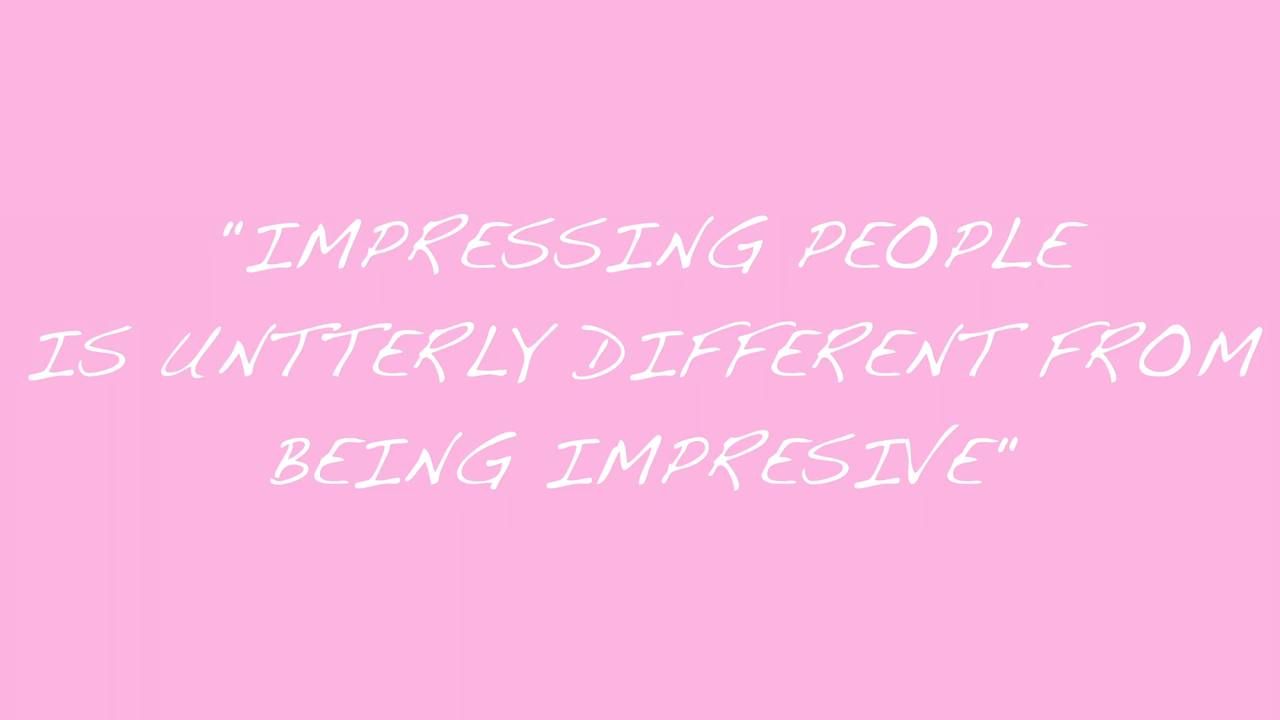 "IMPRESSING PEOPLE
IS UNTTERLY DIFFERENT FROM
BEING IMPRESIVE"